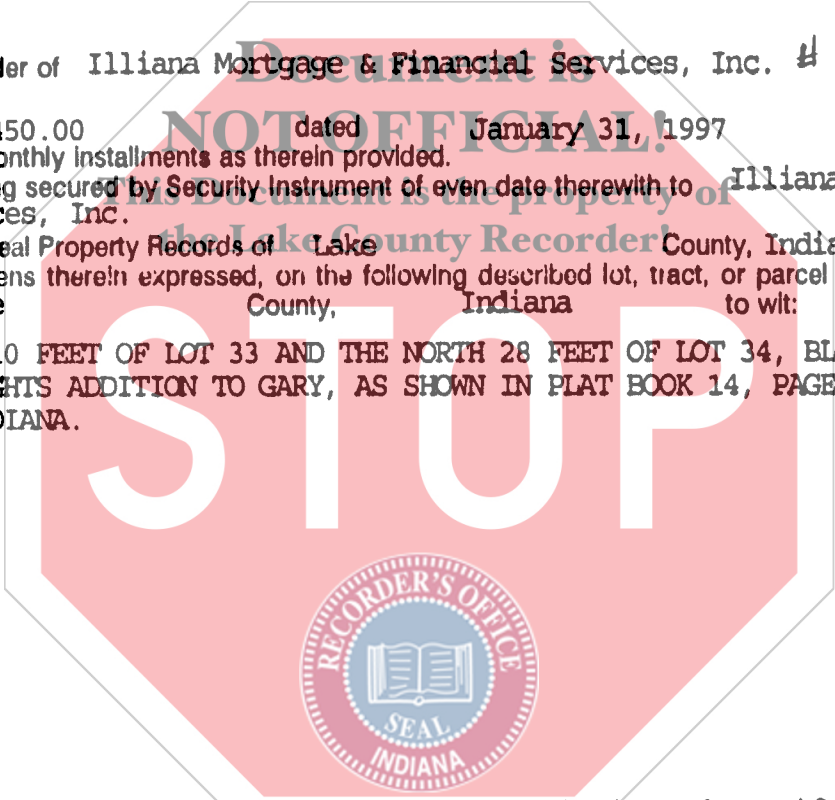 der of Illiana Mortgage & Financial Services, Inc. #
Document is
50.00 dated January 31, 1997
NOT OFFICIAL!
onthly installments as therein provided.
g secured by Security Instrument of even date therewith to Illiana
This Document is the property of
ces, Inc.
the Lake County Recorder!
eal Property Records of Lake County, India
ens therein expressed, on the following described lot, tract, or parcel
e County, Indiana to wit:
0 FEET OF LOT 33 AND THE NORTH 28 FEET OF LOT 34, BL
GHTS ADDITION TO GARY, AS SHOWN IN PLAT BOOK 14, PAGE
DIANA.
STOP
RECORDER'S OFFICE
SEAL
INDIANA